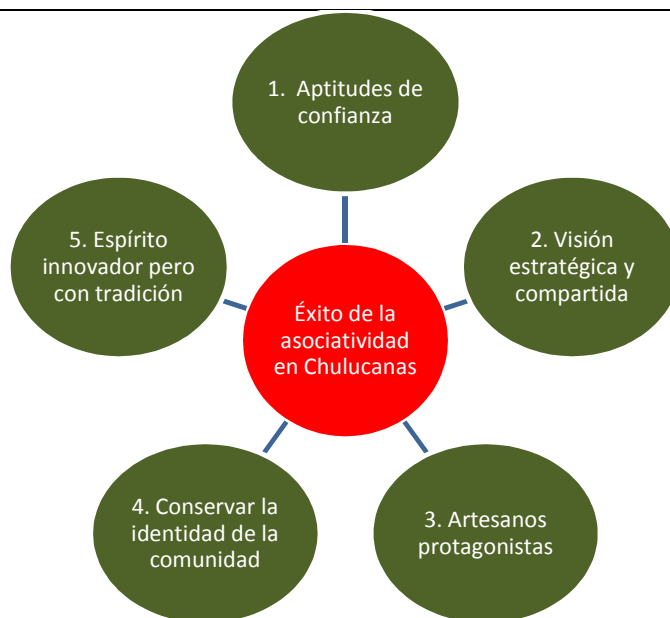 1. Aptitudes de
confianza
2. Visión
estratégica y
compartida
3. Artesanos
protagonistas
4. Conservar la
identidad de la
comunidad
5. Espírito
innovador pero
con tradición
Éxito de la
asociatividad
en Chulucanas